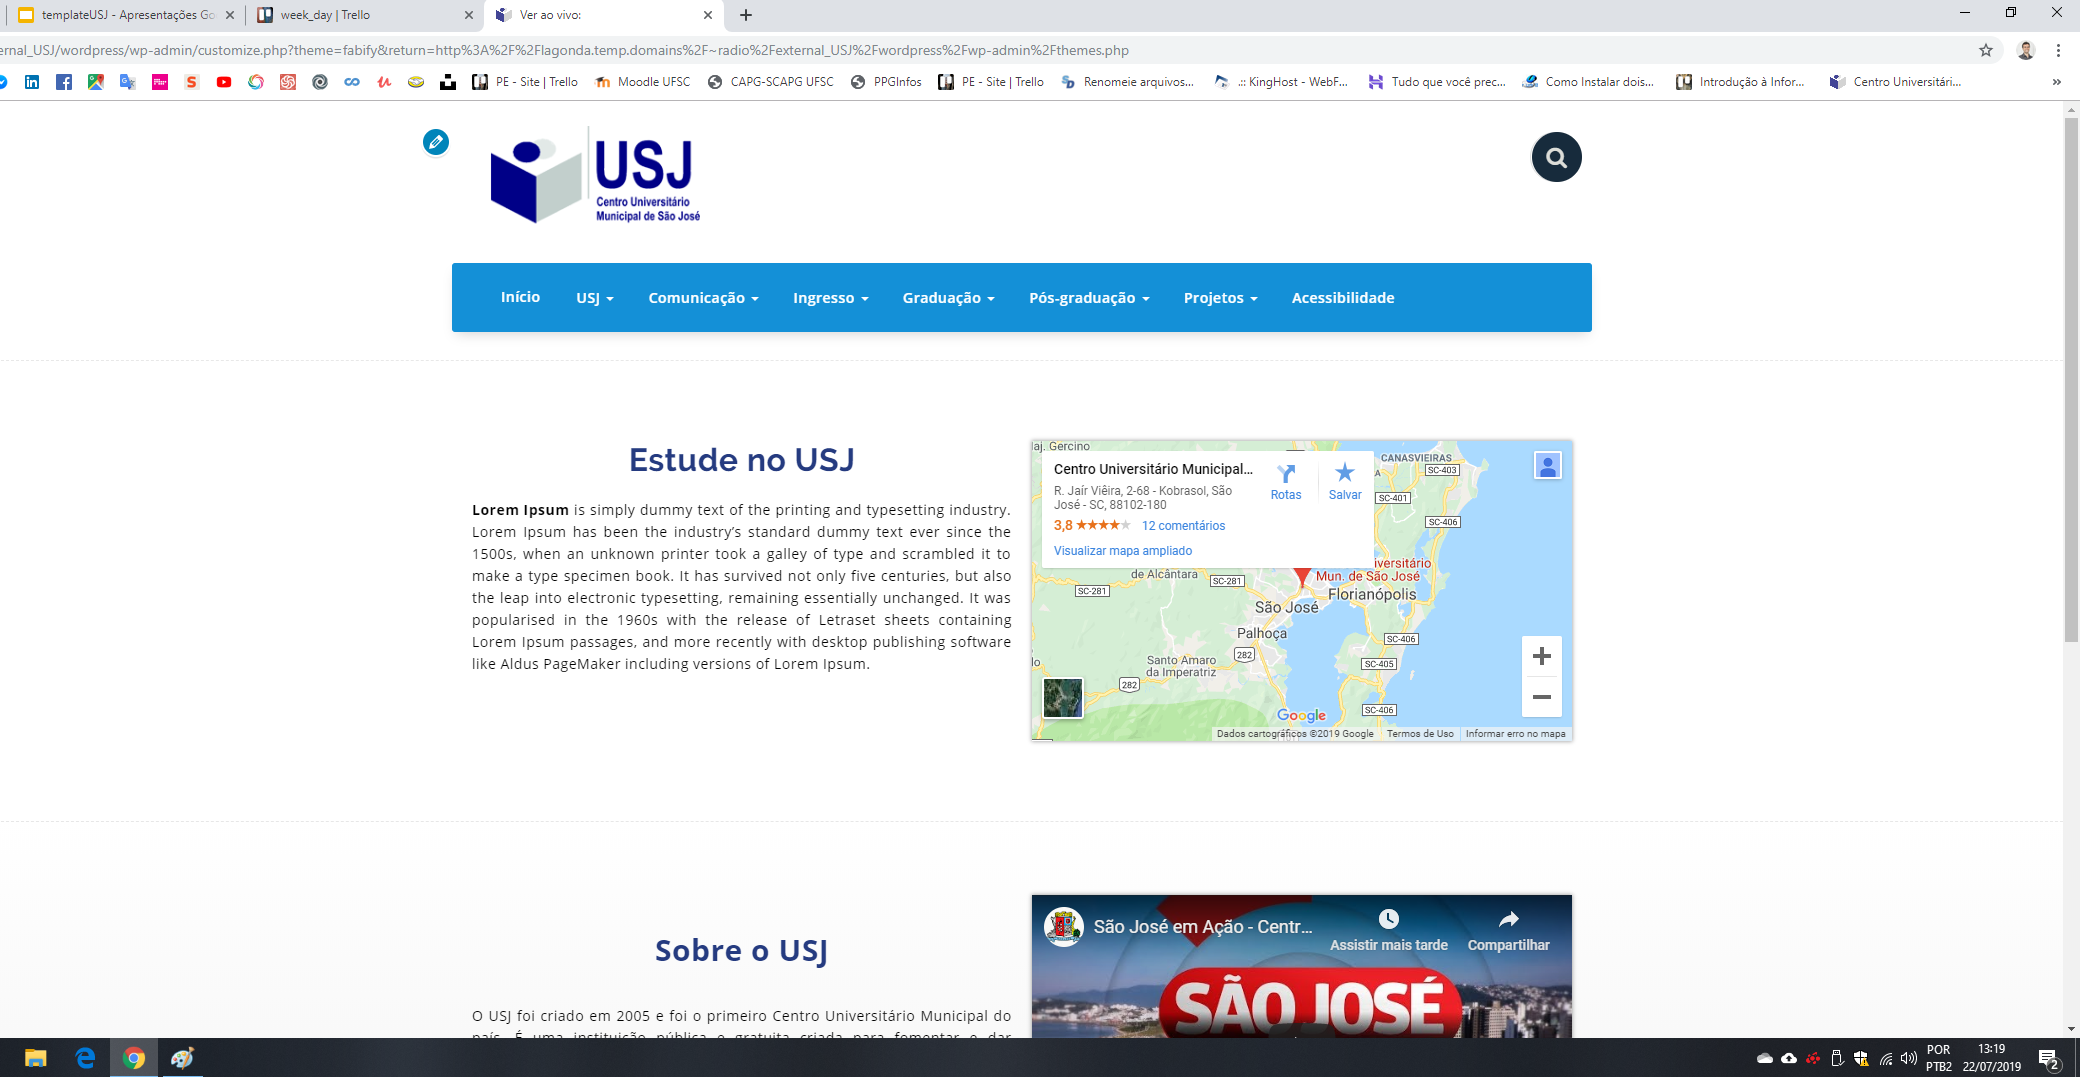 templateUSJ - Apresentações Go
week_day | Trello
Ver ao vivo:
ernal_USJ/wordpress/wp-admin/customize.php?theme=fabify&return=http%3A%2F%2Flagonda.temp.domains%2F~radio%2Fexternal_USJ%2Fwordpress%2Fwp-admin%2Fthemes.php
PE - Site | Trello
Moodle UFSC
CAPG-SCAPG UFSC
PPGInfos
PE - Site | Trello
Renomeie arquivos...
.:: KingHost - WebF...
Tudo que você prec...
Como Instalar dois...
Introdução à Infor...
Centro Universitári...
USJ
Centro Universitário
Municipal de São José
Início
USJ
Comunicação
Ingresso
Graduação
Pós-graduação
Projetos
Acessibilidade
Estude no USJ
Lorem Ipsum is simply dummy text of the printing and typesetting industry.
Lorem Ipsum has been the industry’s standard dummy text ever since the
1500s, when an unknown printer took a galley of type and scrambled it to
make a type specimen book. It has survived not only five centuries, but also
the leap into electronic typesetting, remaining essentially unchanged. It was
popularised in the 1960s with the release of Letraset sheets containing
Lorem Ipsum passages, and more recently with desktop publishing software
like Aldus PageMaker including versions of Lorem Ipsum.
aj. Gercino
CANASVIEIRAS
SC-403
SC-401
SC-406
Centro Universitário Municipal...
R. Jaír Viêira, 2-68 - Kobrasol, São
José - SC, 88102-180
3,8
12 comentários
Visualizar mapa ampliado
Rotas
Salvar
de Alcântara
SC-281
SC-281
iversitário
Mun. de São José
Florianópolis
São José
Palhoça
SC-406
282
Santo Amaro
da Imperatriz
SC-405
lo
282
SC-406
Google
Dados cartográficos ©2019 Google
Termos de Uso
Informar erro no mapa
Sobre o USJ
O USJ foi criado em 2005 e foi o primeiro Centro Universitário Municipal do
país. É uma instituição pública e gratuita criada para fomentar e dar
São José em Ação - Centr...
Assistir mais tarde
Compartilhar
SÃO JOSÉ
POR
PTB2
13:19
22/07/2019
2